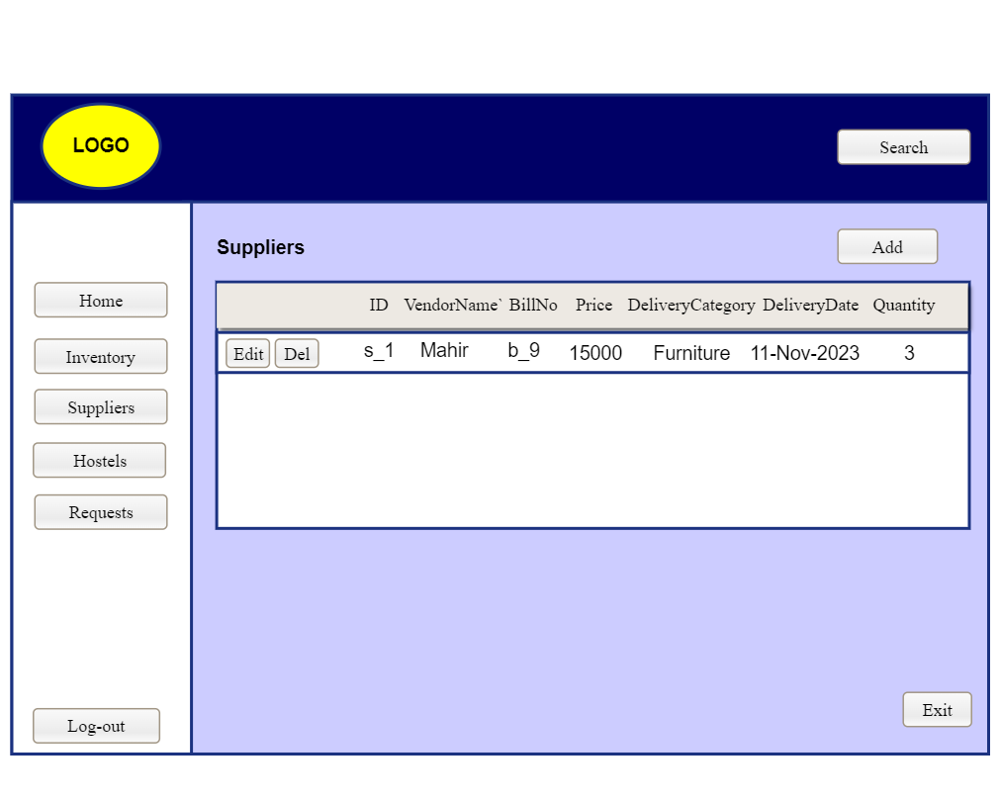 LOGO
Search
Suppliers
Add
Home
Inventory
Suppliers
Hostels
Requests
Log-out
ID VendorName` BillNo Price DeliveryCategory DeliveryDate Quantity
Edit Del s_1 Mahir b_9 15000 Furniture 11-Nov-2023 3
Exit